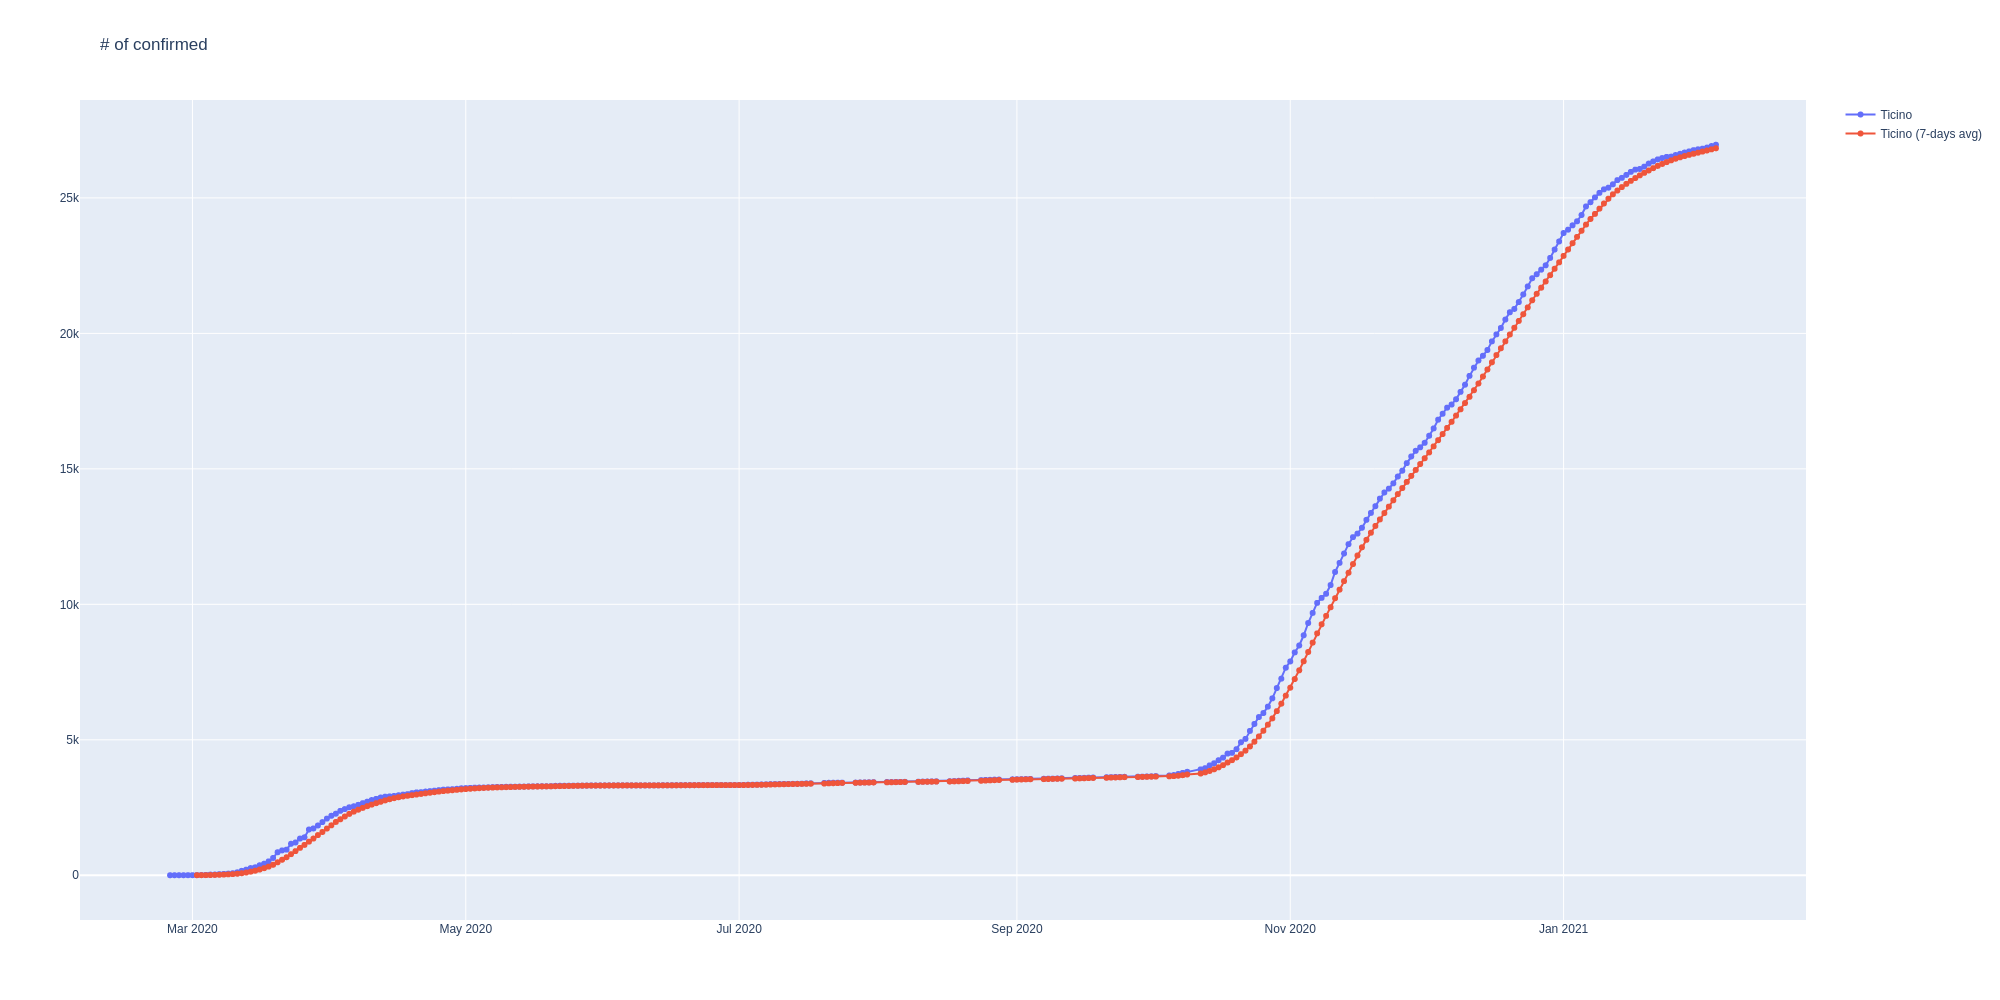 # of confirmed
Ticino
Ticino (7-days avg)
25k
20k
15k
10k
5k
0
Mar 2020
May 2020
Jul 2020
Sep 2020
Nov 2020
Jan 2021